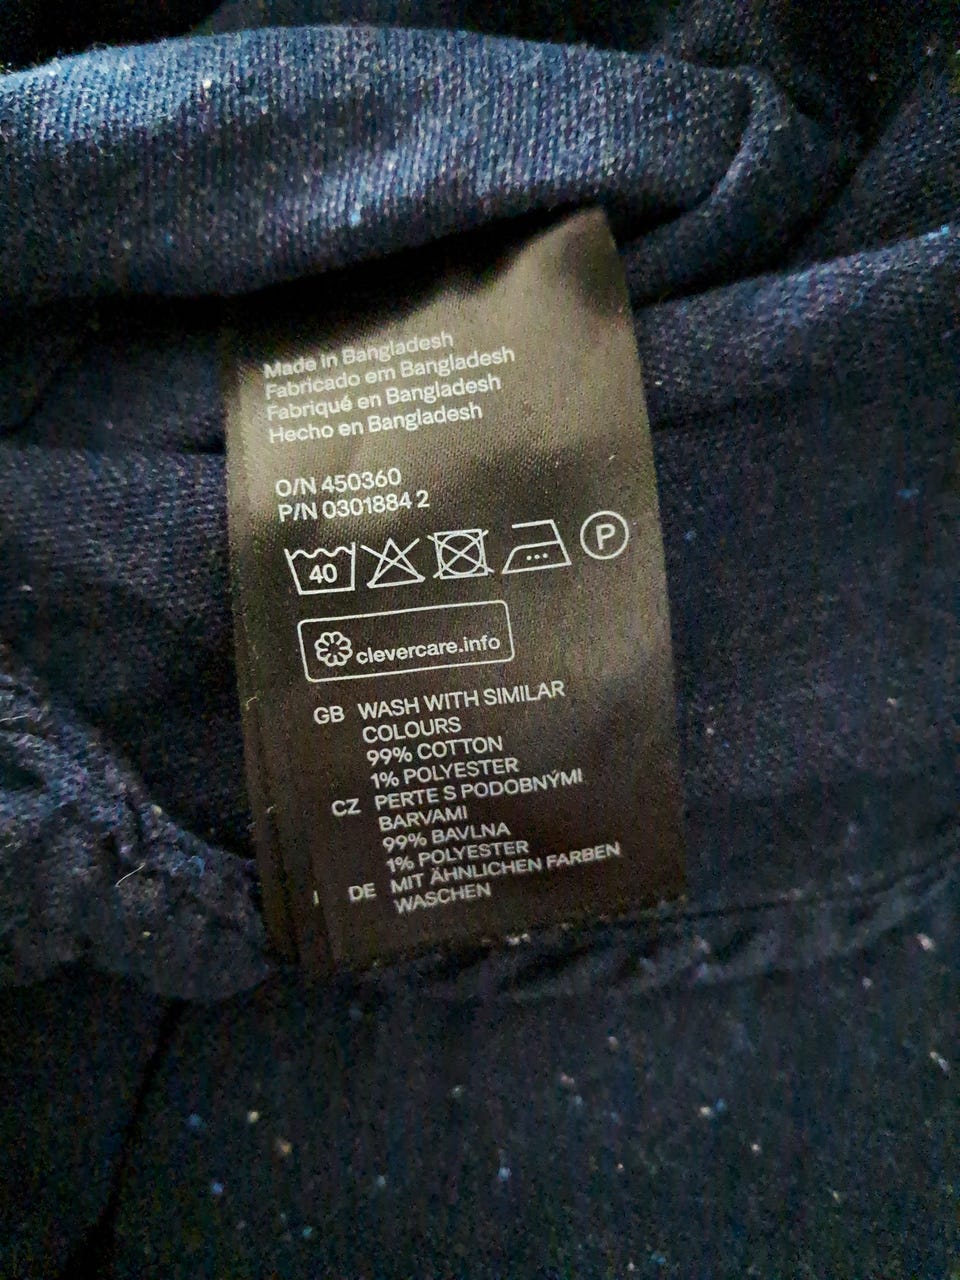 Made in Bangladesh
Fabricado em Bangladesh
Fabriqué en Bangladesh
Hecho en Bangladesh
O/N 450360
P/N 0301884 2
40 P
clevercare.info
GB WASH WITH SIMILAR
COLOURS
99% COTTON
1% POLYESTER
CZ PERTE S PODOBNÝMI
BARVAMI
99% BAVLNA
1% POLYESTER
DE MIT ÄHNLICHEN FARBEN
WASCHEN